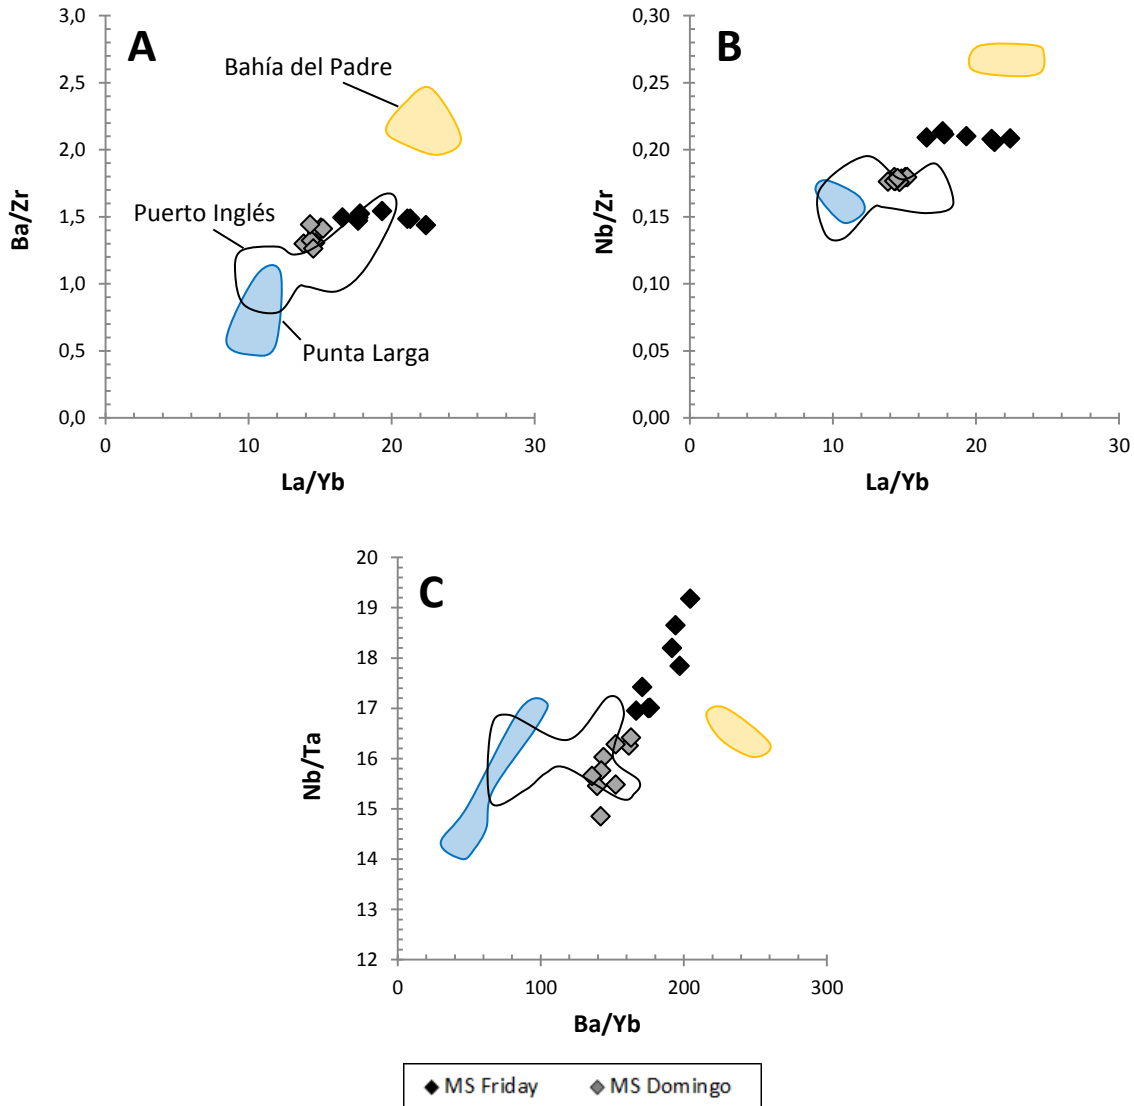 A
3,0
2,5
2,0
1,5
1,0
0,5
0,0
Ba/Zr
Bahía del Padre
Puerto Inglés
Punta Larga
0 10 20 30
La/Yb
B
0,30
0,25
0,20
0,15
0,10
0,05
0,00
Nb/Zr
0 10 20 30
La/Yb
C
20
19
18
17
16
15
14
13
12
Nb/Ta
0 100 200 300
Ba/Yb
MS Friday MS Domingo